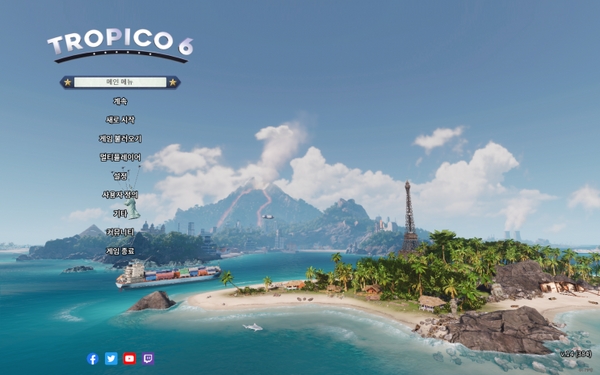 TROPICO 6
메인 메뉴
계속
새로 시작
게임 불러오기
멀티플레이어
설정
사용자 정의
기타
커뮤니티
게임 종료